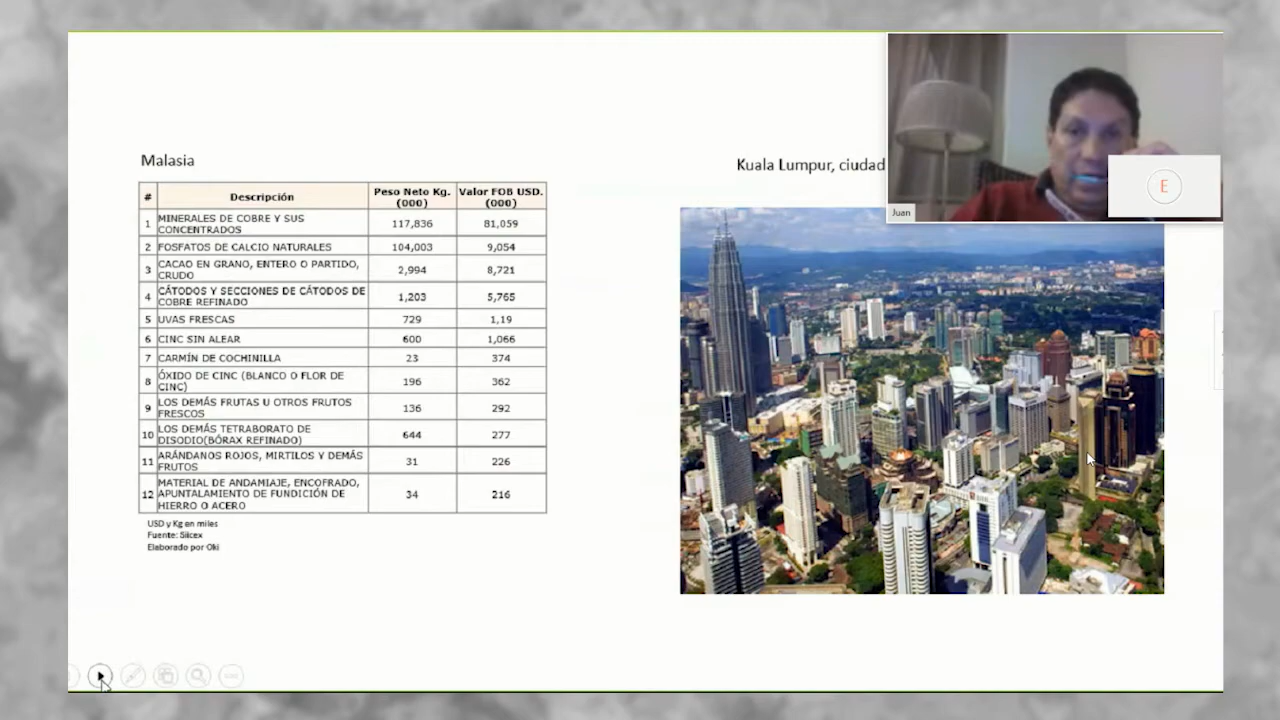 Malasia
Kuala Lumpur, ciudad
# Descripción Peso Neto Kg. (000) Valor FOB USD. (000)
1 MINERALES DE COBRE Y SUS
CONCENTRADOS 117,836 81,059
2 FOSFATOS DE CALCIO NATURALES 104,003 9,054
3 CACAO EN GRANO, ENTERO O PARTIDO,
CRUDO 2,994 8,721
4 CÁTODOS Y SECCIONES DE CÁTODOS DE
COBRE REFINADO 1,203 5,765
5 UVAS FRESCAS 729 1,19
6 CINC SIN ALEAR 600 1,066
7 CARMÍN DE COCHINILLA 23 374
8 ÓXIDO DE CINC (BLANCO O FLOR DE
CINC) 196 362
9 LOS DEMÁS FRUTAS U OTROS FRUTOS
FRESCOS 136 292
10 LOS DEMÁS TETRABORATO DE
DISODIO(BÓRAX REFINADO) 644 277
11 ARÁNDANOS ROJOS, MIRTILOS Y DEMÁS
FRUTOS 31 226
12 MATERIAL DE ANDAMIAJE, ENCOFRADO,
APUNTALAMIENTO DE FUNDICIÓN DE
HIERRO O ACERO 34 216
USD y Kg en miles
Fuente: Siicex
Elaborado por Oki
Juan
E